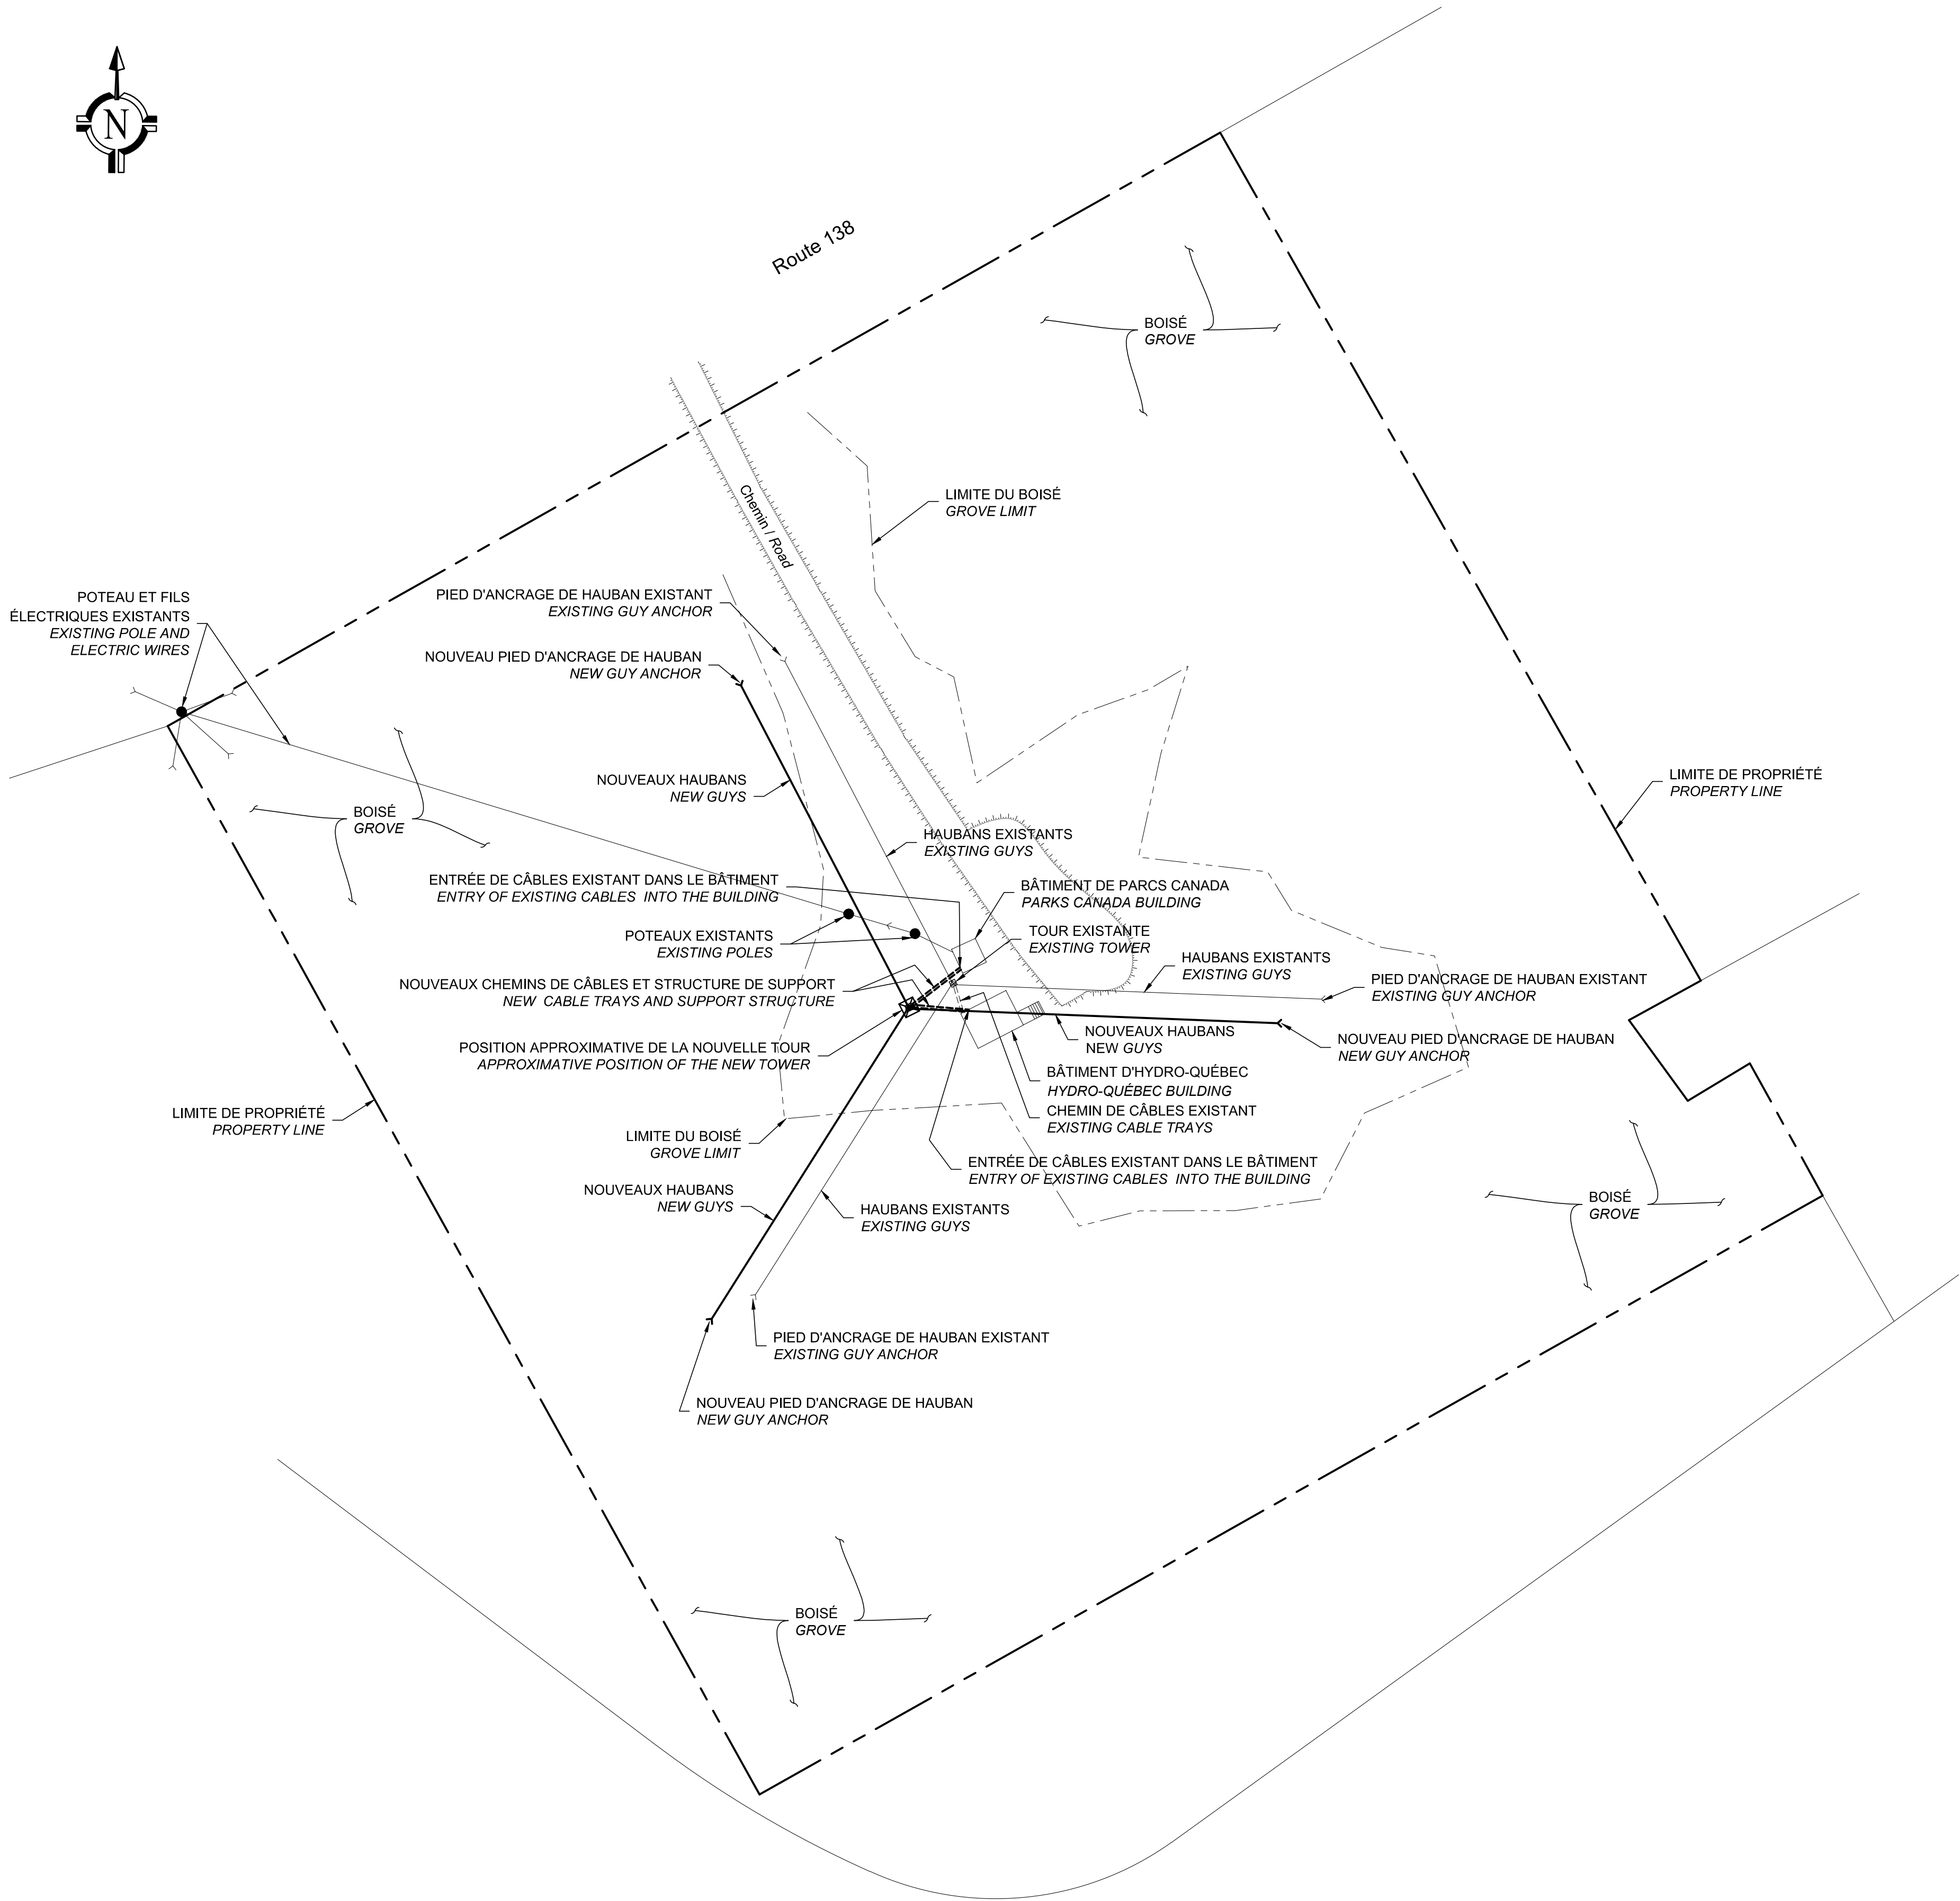 N
Route 138
BOISÉ
GROVE
Chemin / Road
LIMITE DU BOISÉ
GROVE LIMIT
POTEAU ET FILS
ÉLECTRIQUES EXISTANTS
EXISTING POLE AND
ELECTRIC WIRES
PIED D'ANCRAGE DE HAUBAN EXISTANT
EXISTING GUY ANCHOR
NOUVEAU PIED D'ANCRAGE DE HAUBAN
NEW GUY ANCHOR
NOUVEAUX HAUBANS
NEW GUYS
LIMITE DE PROPRIÉTÉ
PROPERTY LINE
BOISÉ
GROVE
HAUBANS EXISTANTS
EXISTING GUYS
ENTRÉE DE CÂBLES EXISTANT DANS LE BÂTIMENT
ENTRY OF EXISTING CABLES INTO THE BUILDING
BÂTIMENT DE PARCS CANADA
PARKS CANADA BUILDING
POTEAUX EXISTANTS
EXISTING POLES
TOUR EXISTANTE
EXISTING TOWER
HAUBANS EXISTANTS
EXISTING GUYS
PIED D'ANCRAGE DE HAUBAN EXISTANT
EXISTING GUY ANCHOR
NOUVEAUX CHEMINS DE CÂBLES ET STRUCTURE DE SUPPORT
NEW CABLE TRAYS AND SUPPORT STRUCTURE
NOUVEAUX HAUBANS
NEW GUYS
NOUVEAU PIED D'ANCRAGE DE HAUBAN
NEW GUY ANCHOR
POSITION APPROXIMATIVE DE LA NOUVELLE TOUR
APPROXIMATIVE POSITION OF THE NEW TOWER
BÂTIMENT D'HYDRO-QUÉBEC
HYDRO-QUÉBEC BUILDING
CHEMIN DE CÂBLES EXISTANT
EXISTING CABLE TRAYS
LIMITE DE PROPRIÉTÉ
PROPERTY LINE
LIMITE DU BOISÉ
GROVE LIMIT
ENTRÉE DE CÂBLES EXISTANT DANS LE BÂTIMENT
ENTRY OF EXISTING CABLES INTO THE BUILDING
NOUVEAUX HAUBANS
NEW GUYS
HAUBANS EXISTANTS
EXISTING GUYS
BOISÉ
GROVE
PIED D'ANCRAGE DE HAUBAN EXISTANT
EXISTING GUY ANCHOR
NOUVEAU PIED D'ANCRAGE DE HAUBAN
NEW GUY ANCHOR
BOISÉ
GROVE